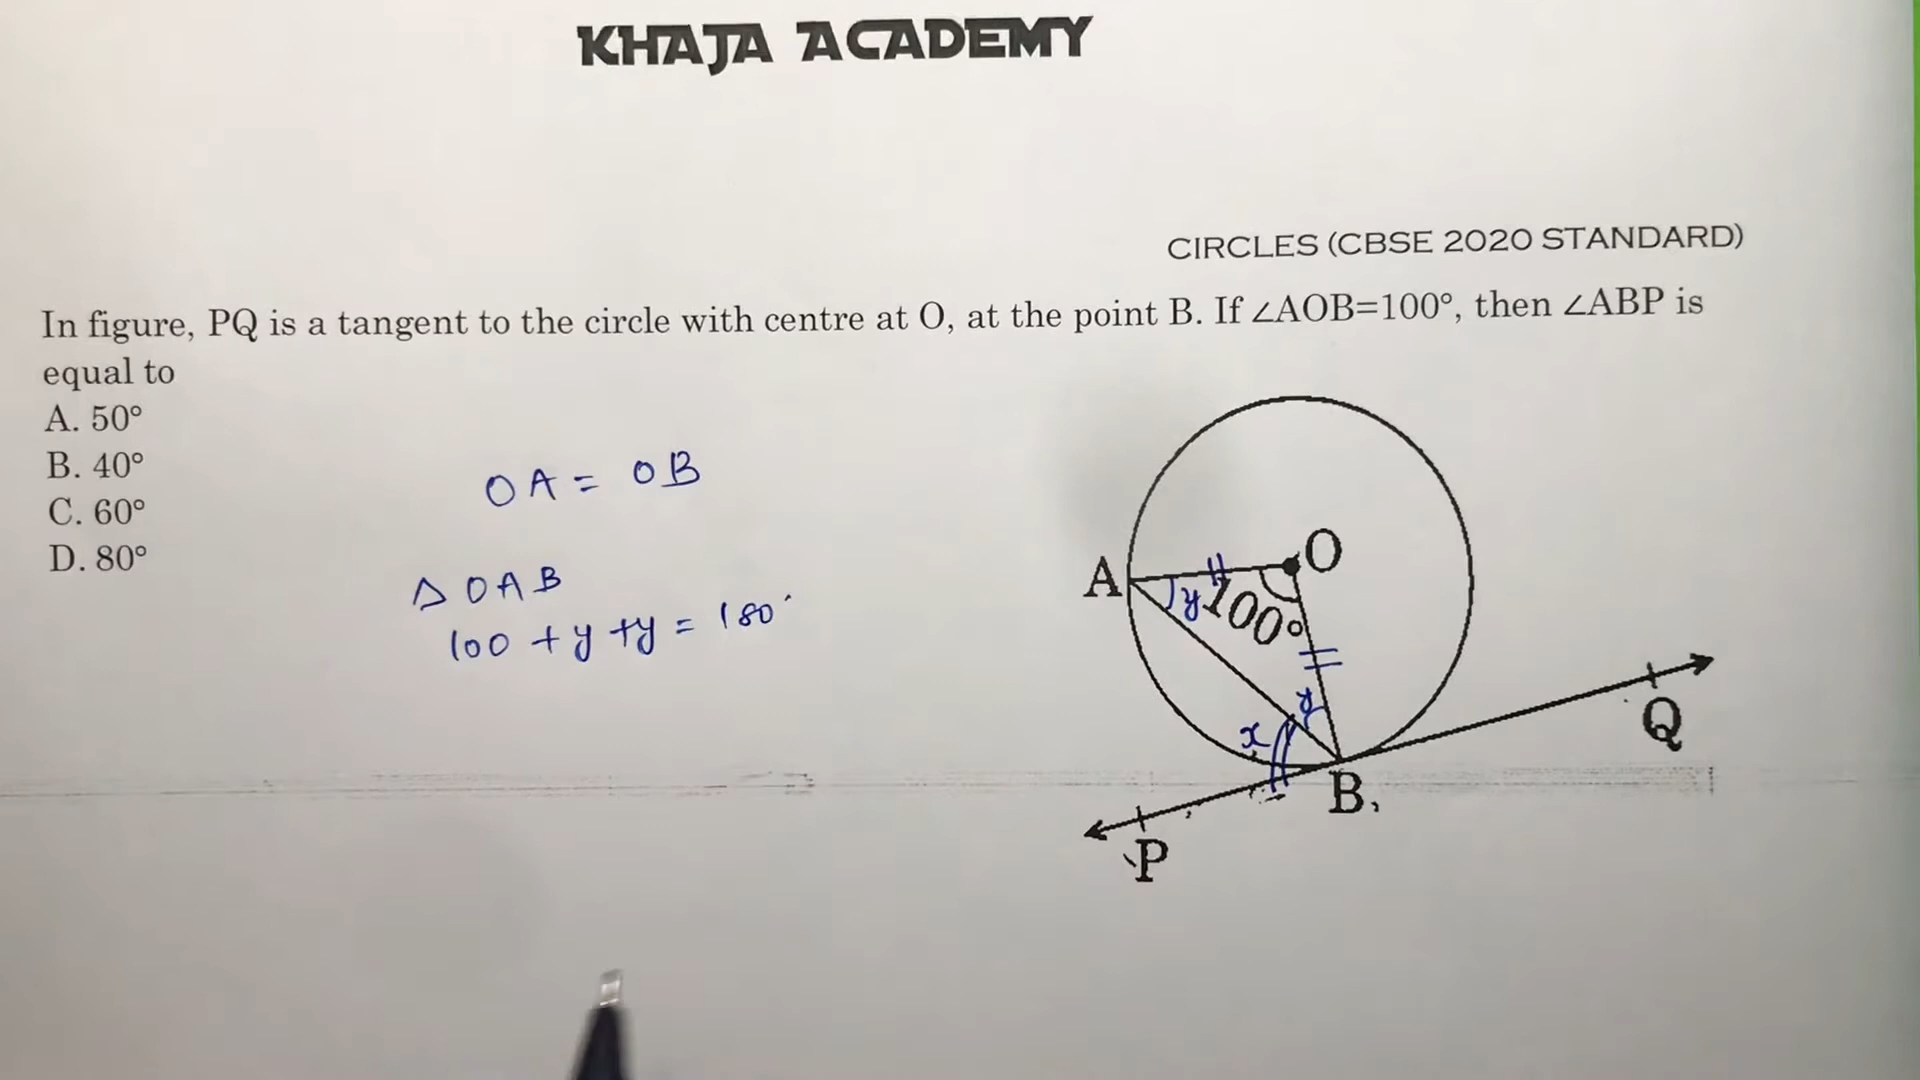 KHAJA ACADEMY
CIRCLES (CBSE 2020 STANDARD)
In figure, PQ is a tangent to the circle with centre at O, at the point B. If ∠AOB=100°, then ∠ABP is
equal to
A. 50°
B. 40°
C. 60°
D. 80°
OA = OB
△ OAB
100 + y + y = 180°
A
O
y
100°
y
x
Q
B
P